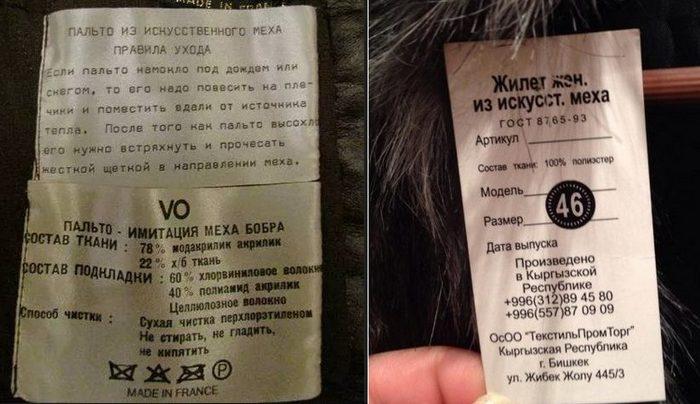 MADE IN FRANCE
ПАЛЬТО ИЗ ИСКУССТВЕННОГО МЕХА
ПРАВИЛА УХОДА
Если пальто намокло под дождем или
снегом, то его надо повесить на пле-
чики и поместить вдали от источника
тепла. После того как пальто высохл
его нужно встряхнуть и прочесать
жесткой щеткой в направлении меха.
VO
ПАЛЬТО - ИМИТАЦИЯ МЕХА БОБРА
СОСТАВ ТКАНИ : 78% модакрилик акрилик
22% х/б ткань
СОСТАВ ПОДКЛАДКИ : 60% хлорвиниловое волокн
40% полиамид акрилик
Целлюлозное волокно
Способ чистки : Сухая чистка перхлорэтиленом
Не стирать, не гладить,
не кипятить
P
MADE IN FRANCE
Жилет жен.
из искусст. меха
ГОСТ 8765-93
Артикул
Состав ткани: 100% полиэстер
Модель
46
Размер
Дата выпуска
Произведено
в Кыргызской
Республике
+996(312)89 45 80
+996(557)87 09 09
ОсОО "ТекстильПромТорг"
Кыргызская Республика
г. Бишкек
ул. Жибек Жолу 445/3